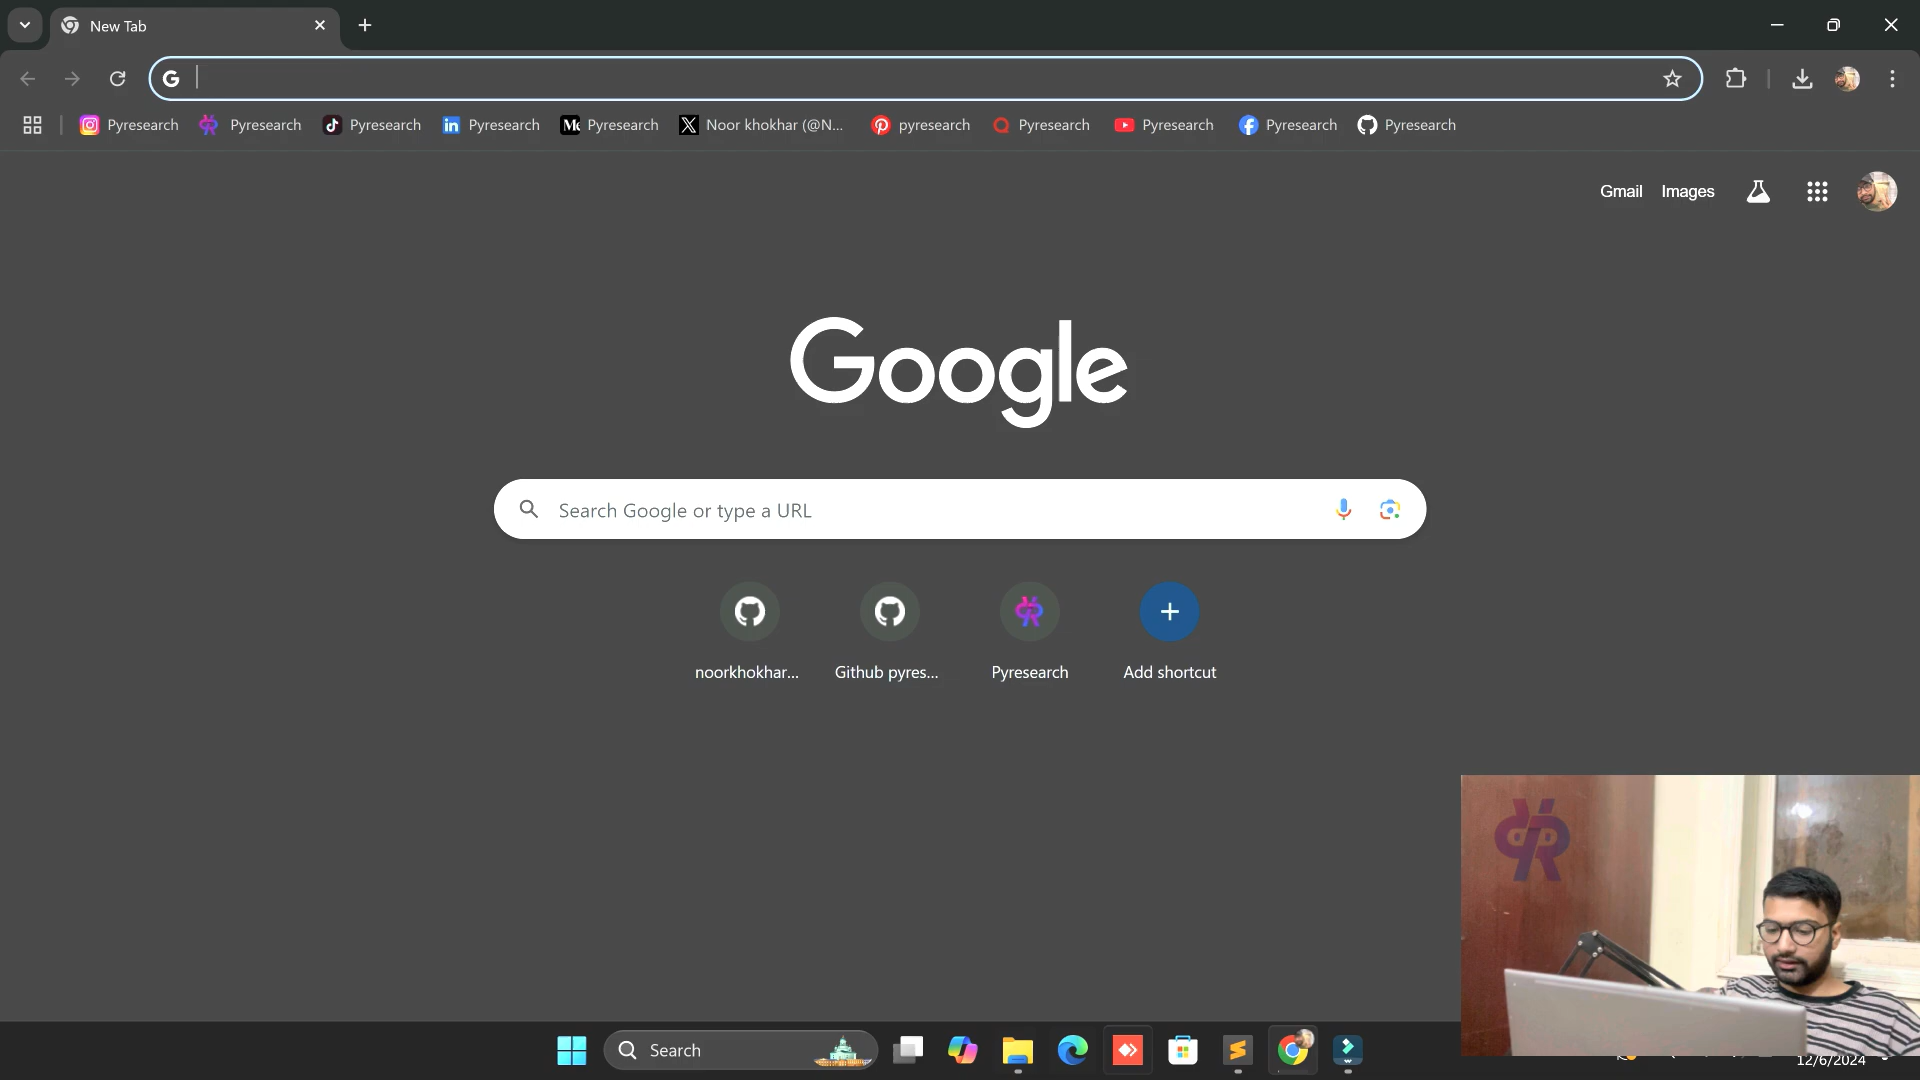 New Tab
Pyresearch Pyresearch Pyresearch Pyresearch Pyresearch Noor khokhar (@N... pyresearch Pyresearch Pyresearch Pyresearch Pyresearch
Gmail Images
Google
Search Google or type a URL
noorkhokhar... Github pyres... Pyresearch Add shortcut
Search
12/6/2024